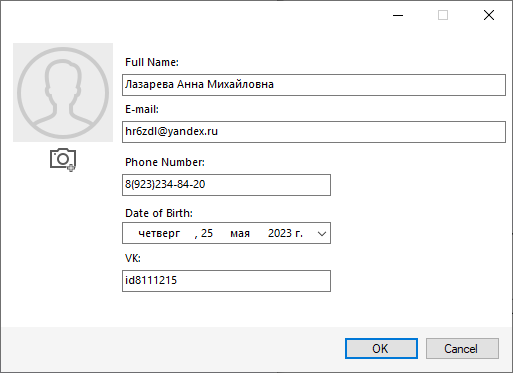 Full Name:
Лазарева Анна Михайловна
E-mail:
hr6zdl@yandex.ru
Phone Number:
8(923)234-84-20
Date of Birth:
четверг , 25 мая 2023 г.
VK:
id8111215
OK Cancel